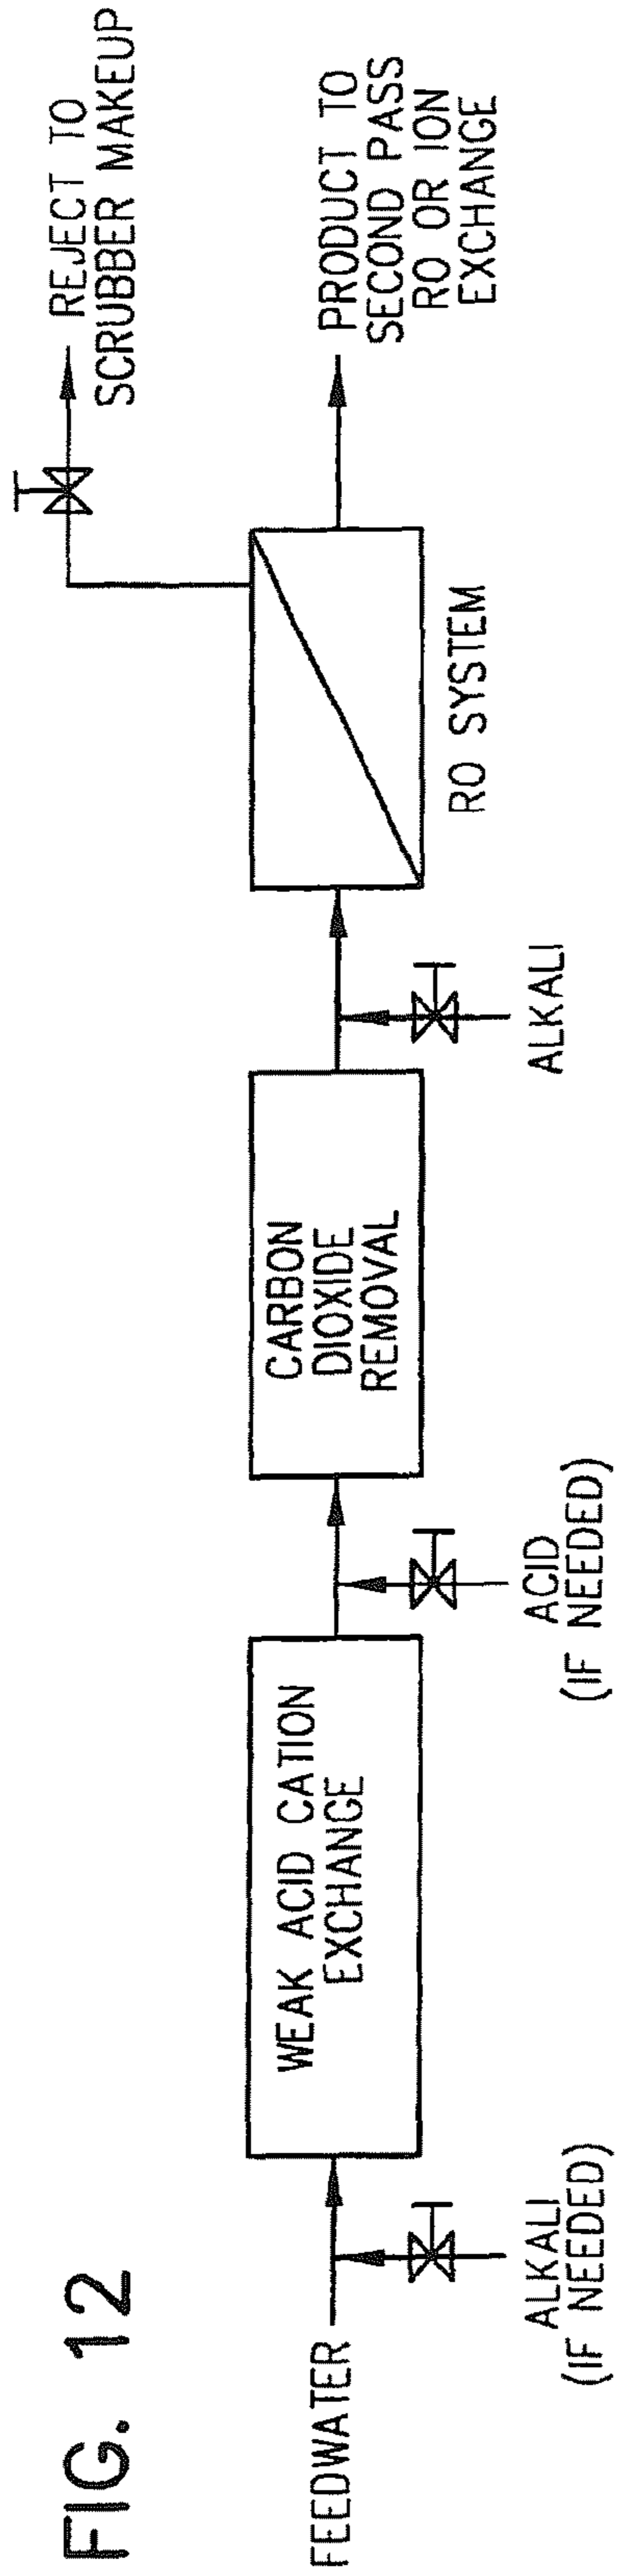 FIG. 12
FEEDWATER
ALKALI
(IF NEEDED)
WEAK ACID CATION
EXCHANGE
ACID
(IF NEEDED)
CARBON
DIOXIDE
REMOVAL
ALKALI
RO SYSTEM
REJECT TO
SCRUBBER MAKEUP
PRODUCT TO
SECOND PASS
RO OR ION
EXCHANGE